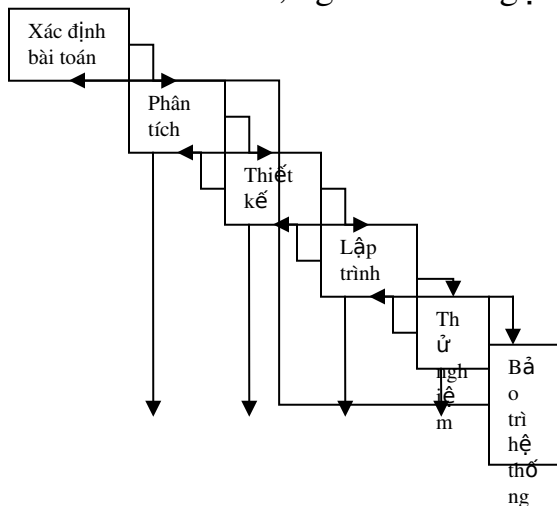 Xác định
bài toán
Phân
tích
Thiết
kế
Lập
trình
Th
ử
ngh
iệ
m
Bả
o
trì
hệ
thố
ng